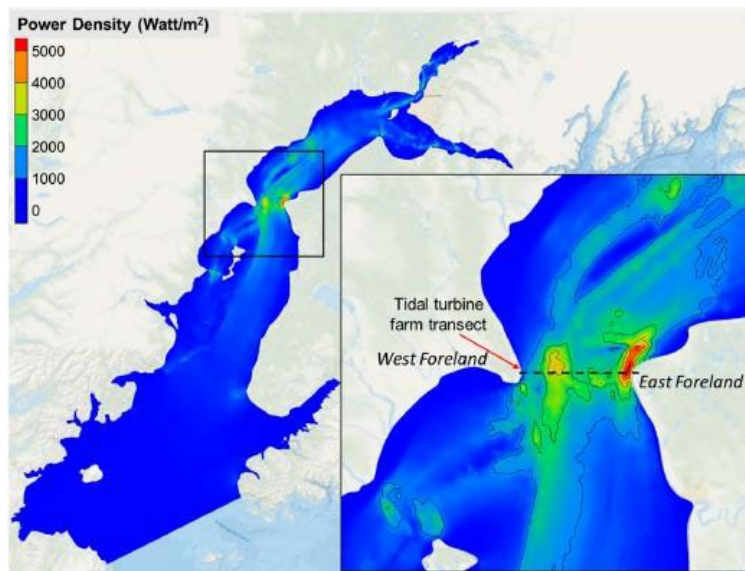 Power Density (Watt/m²)
5000
4000
3000
2000
1000
0
Tidal turbine
farm transect
West Foreland
East Foreland